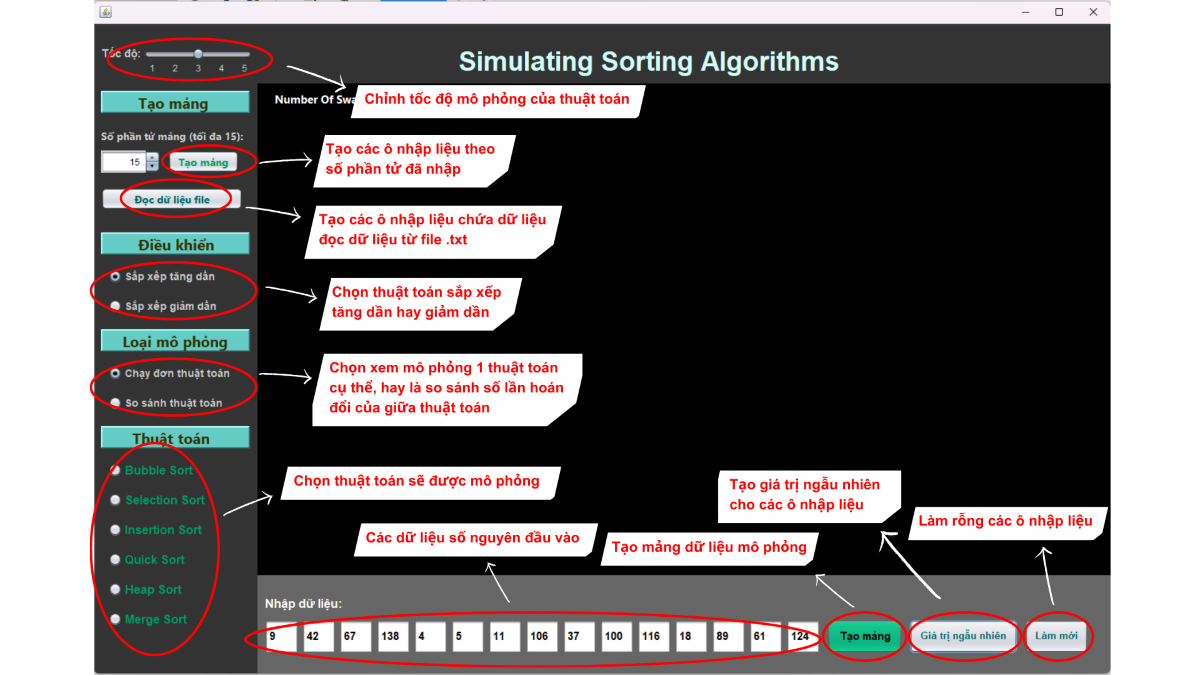 Tốc độ:
1 2 3 4 5
Simulating Sorting Algorithms
Number Of Swa
Chỉnh tốc độ mô phỏng của thuật toán
Tạo mảng
Số phần tử mảng (tối đa 15):
15
Tạo mảng
Tạo các ô nhập liệu theo
số phần tử đã nhập
Đọc dữ liệu file
Tạo các ô nhập liệu chứa dữ liệu
đọc dữ liệu từ file .txt
Điều khiển
Sắp xếp tăng dần
Sắp xếp giảm dần
Chọn thuật toán sắp xếp
tăng dần hay giảm dần
Loại mô phỏng
Chạy đơn thuật toán
So sánh thuật toán
Chọn xem mô phỏng 1 thuật toán
cụ thể, hay là so sánh số lần hoán
đổi của giữa thuật toán
Thuật toán
Bubble Sort
Selection Sort
Insertion Sort
Quick Sort
Heap Sort
Merge Sort
Chọn thuật toán sẽ được mô phỏng
Các dữ liệu số nguyên đầu vào
Tạo mảng dữ liệu mô phỏng
Tạo giá trị ngẫu nhiên
cho các ô nhập liệu
Làm rỗng các ô nhập liệu
Nhập dữ liệu:
9 42 67 138 4 5 11 106 37 100 116 18 89 61 124
Tạo mảng
Giá trị ngẫu nhiên
Làm mới